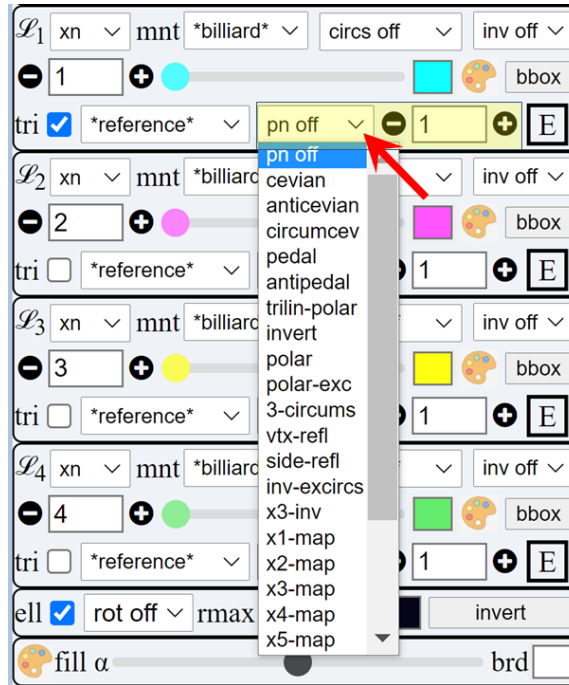 ℒ1 xn mnt *billiard* circs off inv off
1 bbox
tri *reference* pn off 1 E
pn off
cevian
anticevian
circumcev
pedal
antipedal
trilin-polar
invert
polar
polar-exc
3-circums
vtx-refl
side-refl
inv-excircs
x3-inv
x1-map
x2-map
x3-map
x4-map
x5-map
ℒ2 xn mnt *billiard inv off
2 bbox
tri *reference* 1 E
ℒ3 xn mnt *billiard inv off
3 bbox
tri *reference* 1 E
ℒ4 xn mnt *billiard inv off
4 bbox
tri *reference* 1 E
ell rot off rmax invert
fill α brd